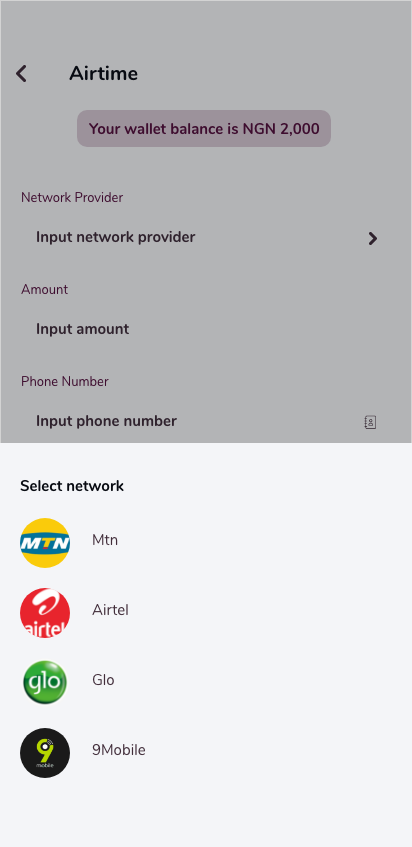 Airtime
Your wallet balance is NGN 2,000
Network Provider
Input network provider
Amount
Input amount
Phone Number
Input phone number
Select network
MTN
Mtn
airtel
Airtel
glo
Glo
9
mobile
9Mobile